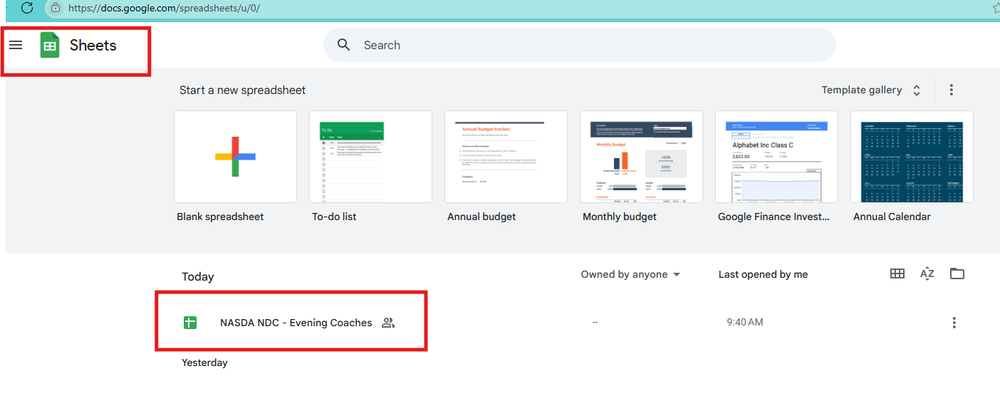 https://docs.google.com/spreadsheets/u/0/
Sheets
Search
Start a new spreadsheet
Template gallery
To Do
Annual budget tracker
Monthly Budget
+50%
$500
Alphabet Inc Class C
2,622.03
Blank spreadsheet
To-do list
Annual budget
Monthly budget
Google Finance Invest...
Annual Calendar
Today
Owned by anyone
Last opened by me
AZ
NASDA NDC - Evening Coaches
--
9:40 AM
Yesterday